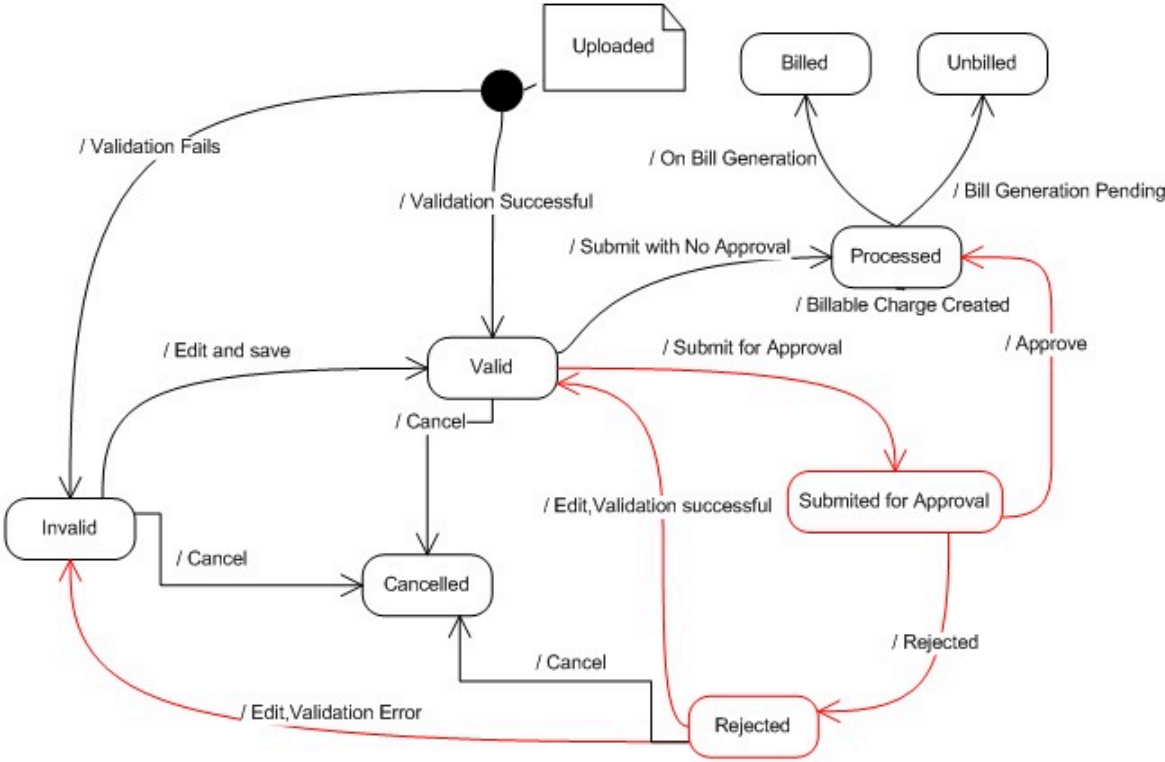 Uploaded
Billed
Unbilled
/ Validation Fails
/ On Bill Generation
/ Bill Generation Pending
/ Validation Successful
/ Submit with No Approval
Processed
/ Billable Charge Created
/ Edit and save
Valid
/ Submit for Approval
/ Approve
/ Cancel
/ Edit,Validation successful
Submited for Approval
Invalid
/ Cancel
Cancelled
/ Rejected
/ Cancel
/ Edit,Validation Error
Rejected